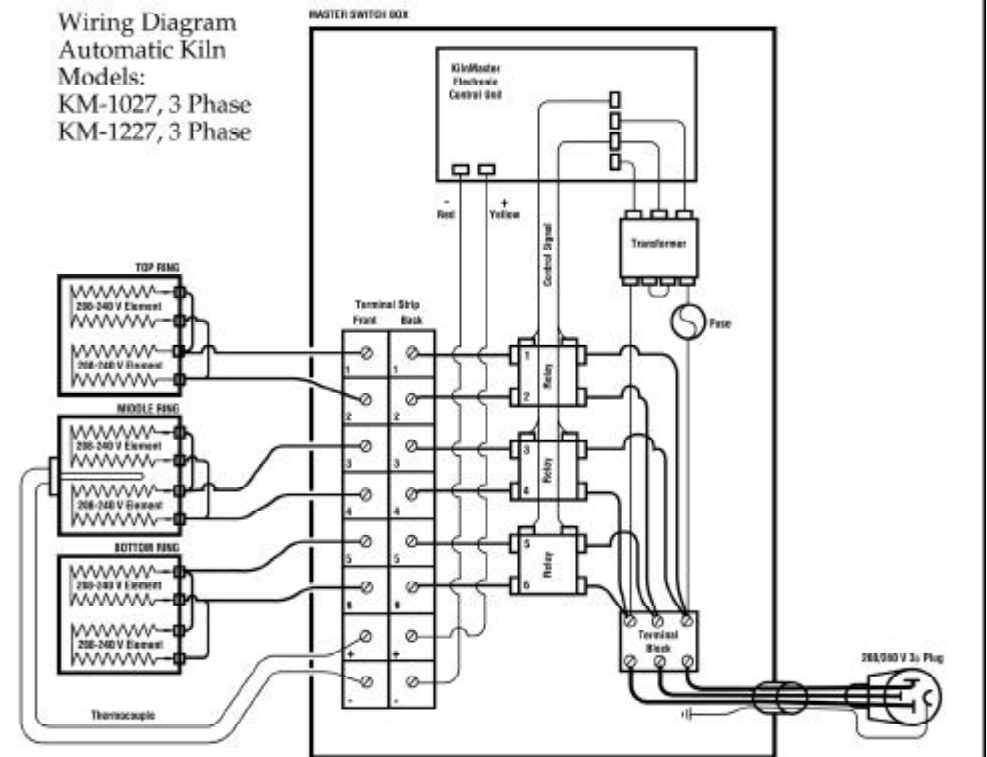 Wiring Diagram
Automatic Kiln
Models:
KM-1027, 3 Phase
KM-1227, 3 Phase
MASTER SWITCH BOX
KilnMaster
Electronic
Control Unit
-
Red
+
Yellow
Control Signal
Transformer
Fuse
TOP RING
208-240 V Element
208-240 V Element
MIDDLE RING
208-240 V Element
208-240 V Element
BOTTOM RING
208-240 V Element
208-240 V Element
Thermocouple
Terminal Strip
Front Back
1 1
2 2
3 3
4 4
5 5
6 6
+ +
- -
1
Relay
2
3
Relay
4
5
Relay
6
Terminal
Block
208/240 V 3ø Plug